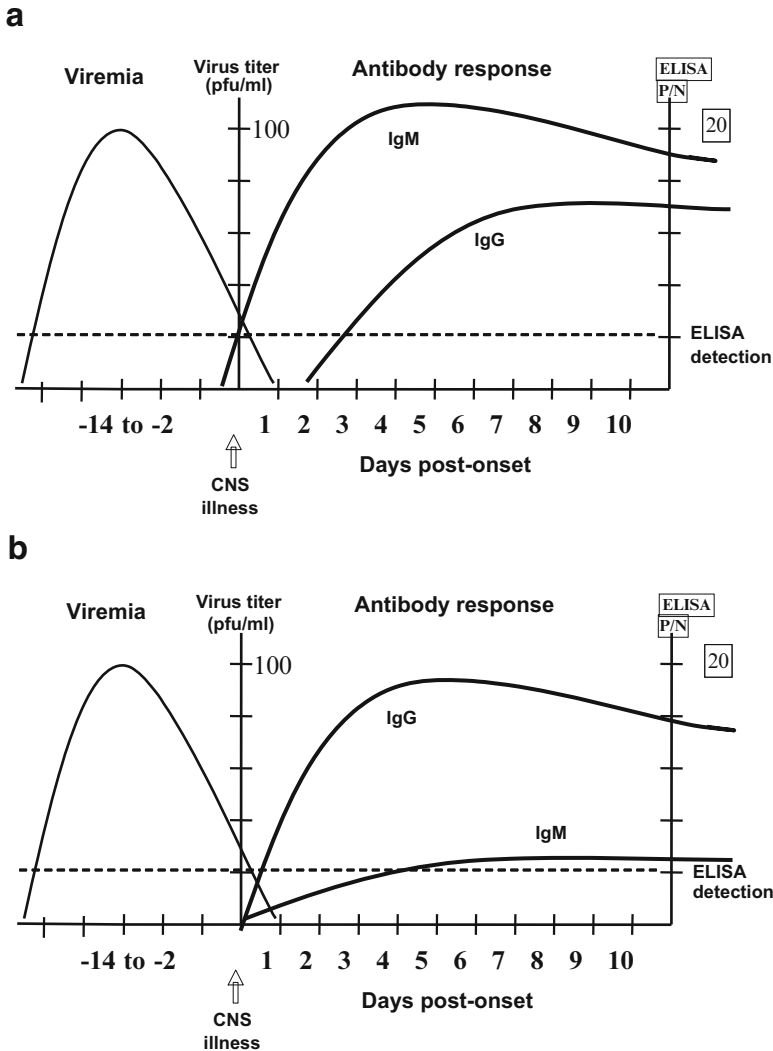 a
Viremia
Virus titer
(pfu/ml)
Antibody response
ELISA
P/N
100
20
IgM
IgG
ELISA
detection
-14 to -2
1 2 3 4 5 6 7 8 9 10
CNS
illness
Days post-onset
b
Viremia
Virus titer
(pfu/ml)
Antibody response
ELISA
P/N
100
20
IgG
IgM
ELISA
detection
-14 to -2
1 2 3 4 5 6 7 8 9 10
CNS
illness
Days post-onset